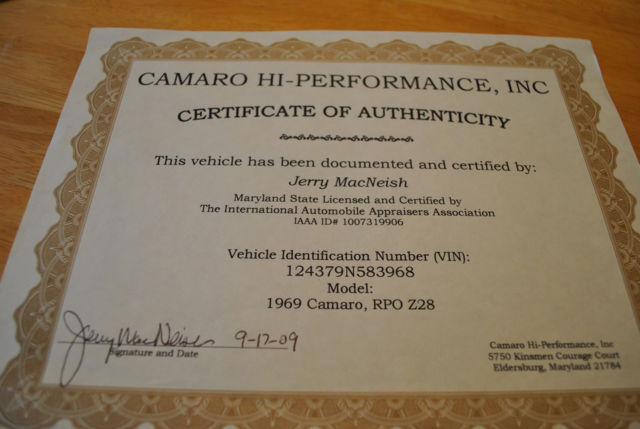 CAMARO HI-PERFORMANCE, INC
CERTIFICATE OF AUTHENTICITY
This vehicle has been documented and certified by:
Jerry MacNeish
Maryland State Licensed and Certified by
The International Automobile Appraisers Association
IAAA ID# 1007319906
Vehicle Identification Number (VIN):
124379N583968
Model:
1969 Camaro, RPO Z28
Jerry MacNeish 9-17-09
Signature and Date
Camaro Hi-Performance, Inc
5750 Kinsmen Courage Court
Eldersburg, Maryland 21784